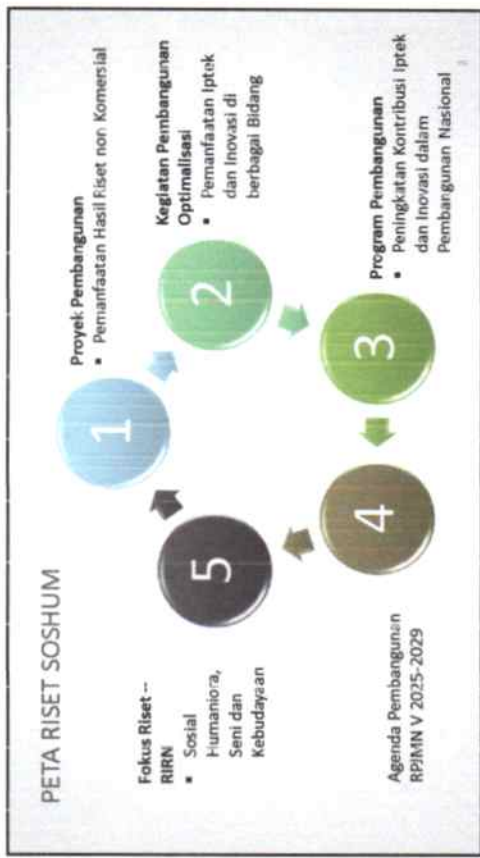 PETA RISET SOSHUM
1
Proyek Pembangunan
▪ Pemanfaatan Hasil Riset non Komersial
2
Kegiatan Pembangunan
Optimalisasi
▪ Pemanfaatan Iptek
dan Inovasi di
berbagai Bidang
3
Program Pembangunan
▪ Peningkatan Kontribusi Iptek
dan Inovasi dalam
Pembangunan Nasional
4
Agenda Pembangunan
RPJMN V 2025-2029
5
Fokus Riset --
RIRN
▪ Sosial
Humaniora,
Seni dan
Kebudayaan